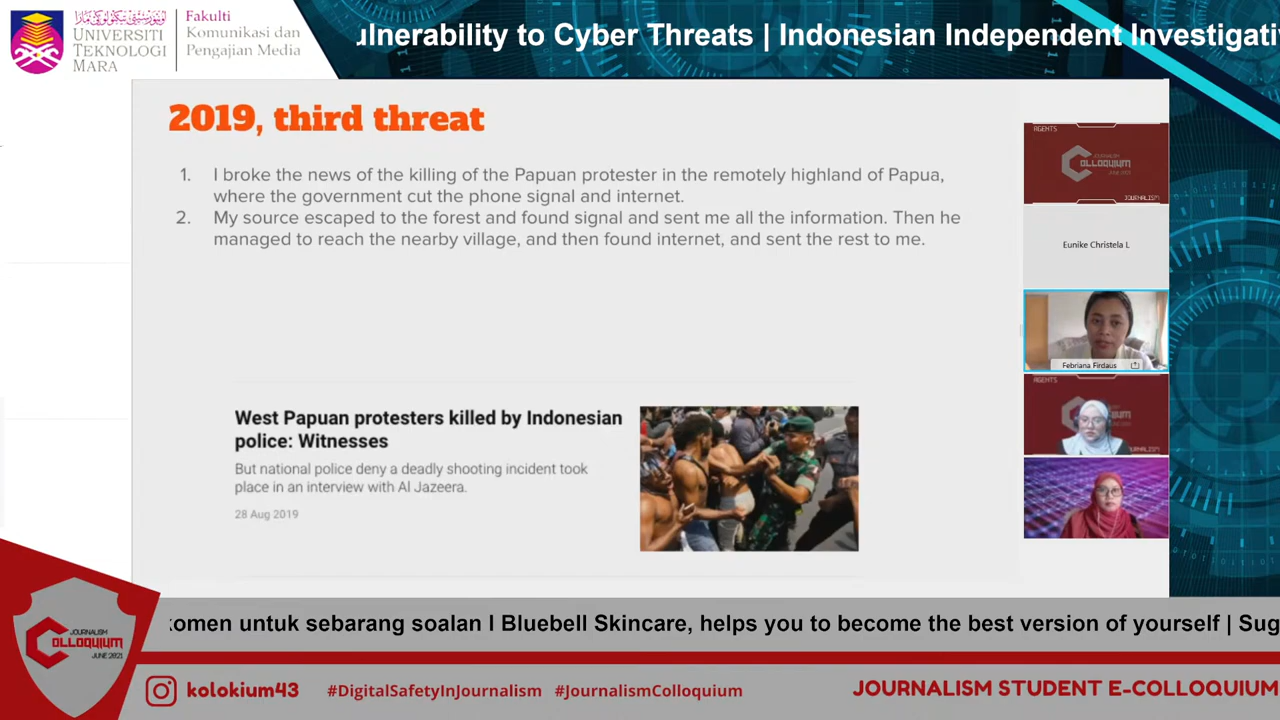 UNIVERSITI
TEKNOLOGI
MARA
Fakulti
Komunikasi dan
Pengajian Media
ulnerability to Cyber Threats | Indonesian Independent Investigati
2019, third threat
1. I broke the news of the killing of the Papuan protester in the remotely highland of Papua,
where the government cut the phone signal and internet.
2. My source escaped to the forest and found signal and sent me all the information. Then he
managed to reach the nearby village, and then found internet, and sent the rest to me.
West Papuan protesters killed by Indonesian
police: Witnesses
But national police deny a deadly shooting incident took
place in an interview with Al Jazeera.
28 Aug 2019
AGENTS
JOURNALISM
COLLOQUIUM
Eunike Christela L
Febriana Firdaus
AGENTS
komen untuk sebarang soalan I Bluebell Skincare, helps you to become the best version of yourself | Sug
JOURNALISM
COLLOQUIUM
JUNE:2021
kolokium43
#DigitalSafetyInJournalism #JournalismColloquium
JOURNALISM STUDENT E-COLLOQUIUM